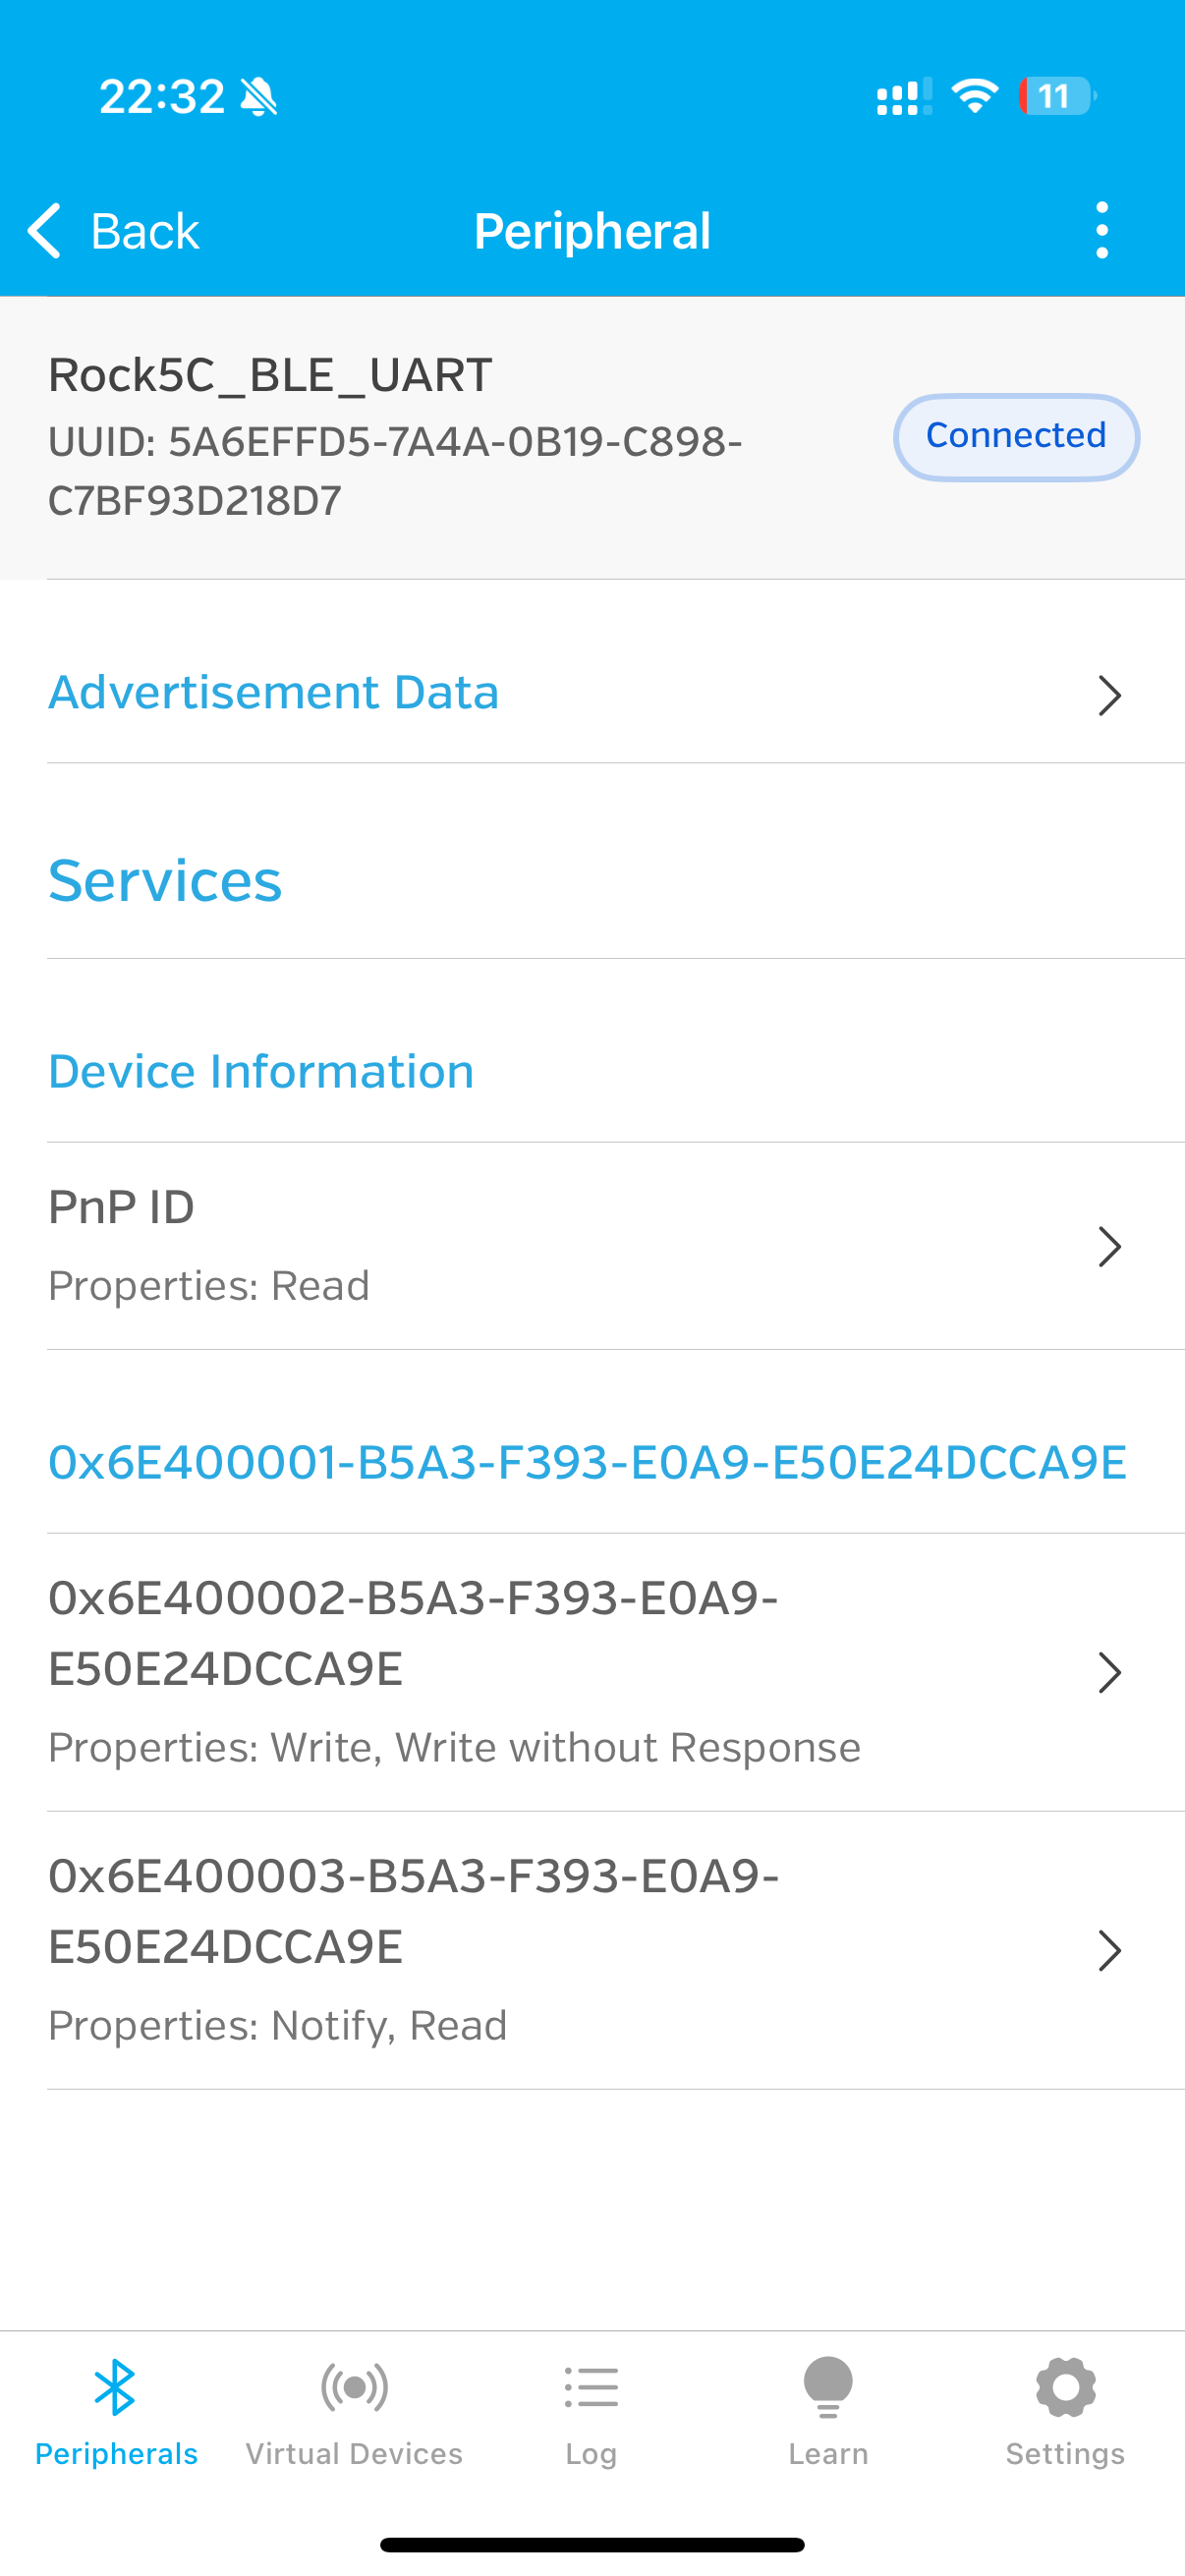 22:32
11
Back
Peripheral
Rock5C_BLE_UART
UUID: 5A6EFFD5-7A4A-0B19-C898-
C7BF93D218D7
Connected
Advertisement Data
Services
Device Information
PnP ID
Properties: Read
0x6E400001-B5A3-F393-E0A9-E50E24DCCA9E
0x6E400002-B5A3-F393-E0A9-
E50E24DCCA9E
Properties: Write, Write without Response
0x6E400003-B5A3-F393-E0A9-
E50E24DCCA9E
Properties: Notify, Read
Peripherals
Virtual Devices
Log
Learn
Settings